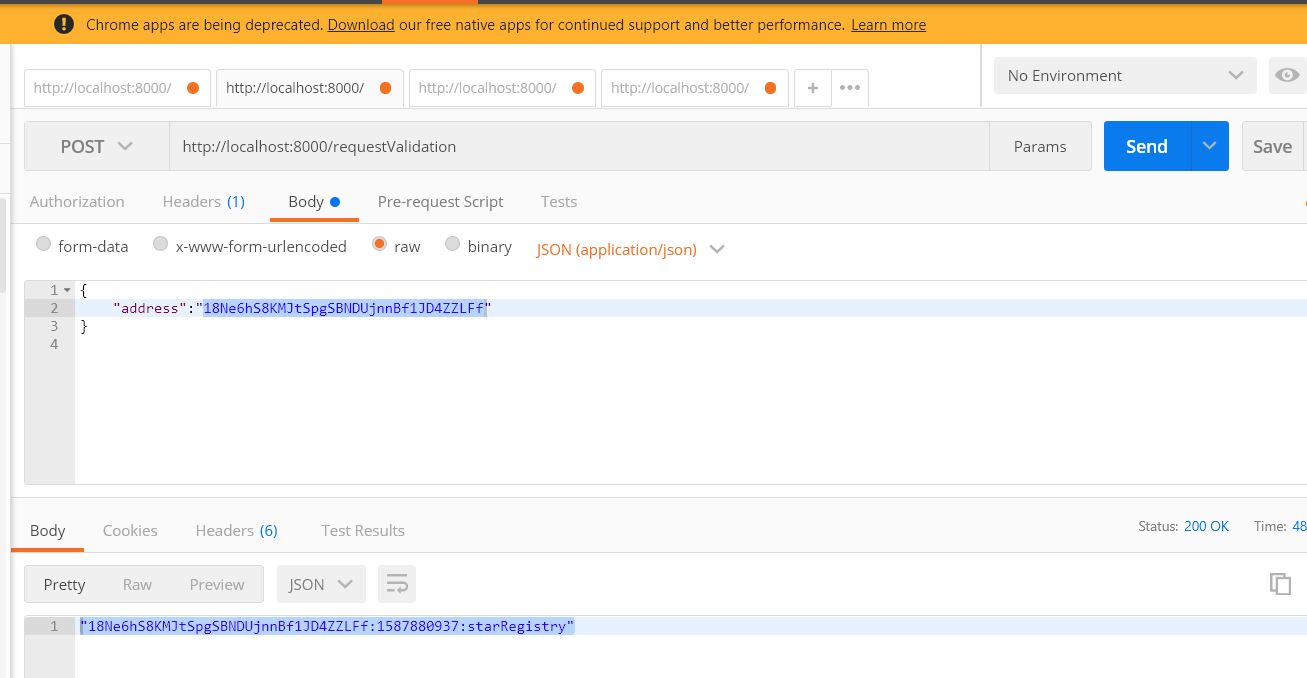 Chrome apps are being deprecated. Download our free native apps for continued support and better performance. Learn more
http://localhost:8000/ http://localhost:8000/ http://localhost:8000/ http://localhost:8000/ + ••• No Environment
POST http://localhost:8000/requestValidation Params Send Save
Authorization Headers (1) Body Pre-request Script Tests
form-data x-www-form-urlencoded raw binary JSON (application/json)
1 {
2 "address":"18Ne6hS8KMJtSpgSBNDUjnnBf1JD4ZZLFf"
3 }
4
Body Cookies Headers (6) Test Results Status: 200 OK Time: 48
Pretty Raw Preview JSON
1 "18Ne6hS8KMJtSpgSBNDUjnnBf1JD4ZZLFf:1587880937:starRegistry"